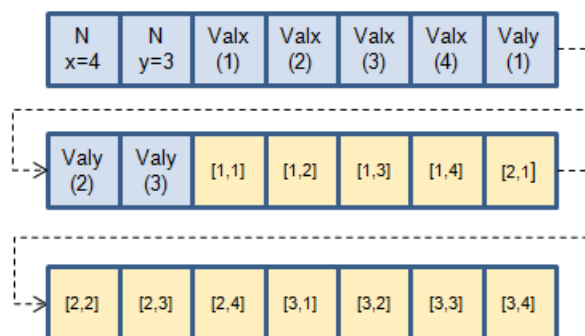 N N Valx Valx Valx Valx Valy
x=4 y=3 (1) (2) (3) (4) (1)
Valy Valy [1,1] [1,2] [1,3] [1,4] [2,1]
(2) (3)
[2,2] [2,3] [2,4] [3,1] [3,2] [3,3] [3,4]